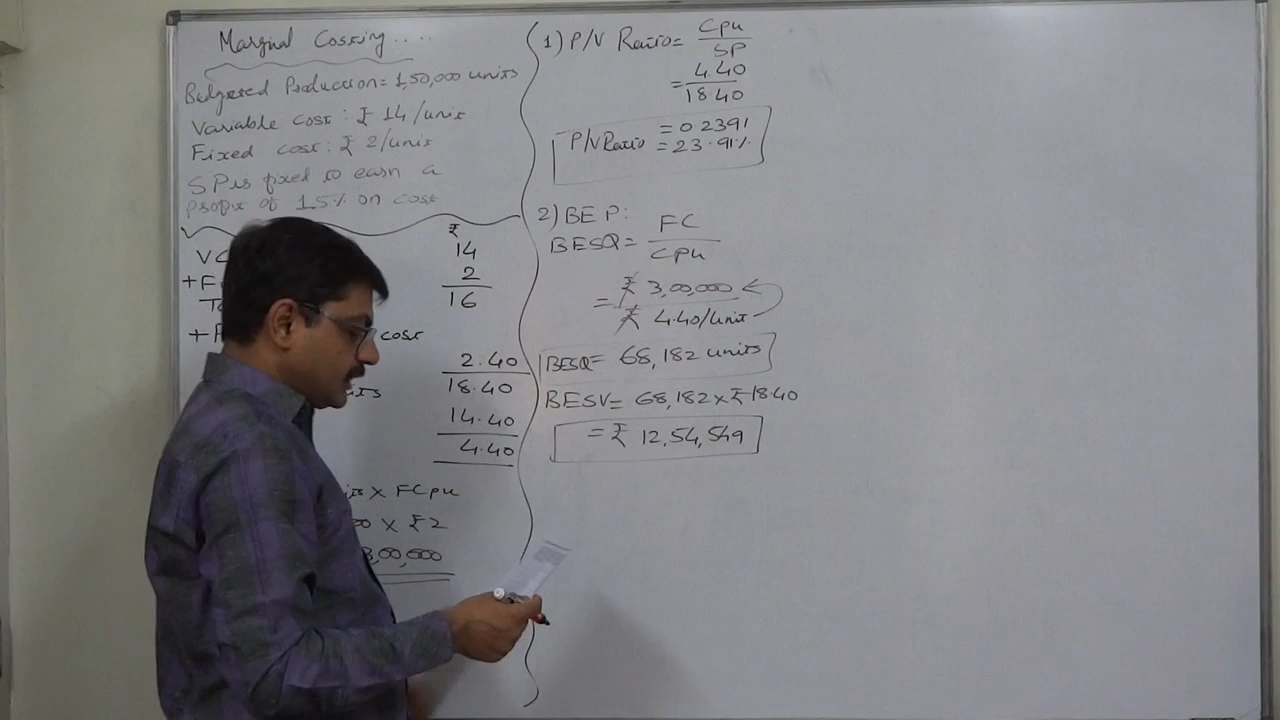 Marginal Costing....
Budgeted Production = 1,50,000 units
Variable cost : ₹ 14/unit
Fixed cost : ₹ 2/unit
SP is fixed to earn a
profit of 15% on cost
₹
VC 14
+F 2
16
+P cost
2.40
18.40
14.40
4.40
× FCpu
× ₹2
3,00,000
1) P/V Ratio = Cpu
SP
= 4.40
18.40
= 0.2391
P/V Ratio = 23.91%
2) BEP:
BESQ = FC
Cpu
= ₹ 3,00,000
₹ 4.40/unit
BESQ = 68,182 units
BESV = 68,182 × ₹18.40
= ₹ 12,54,549